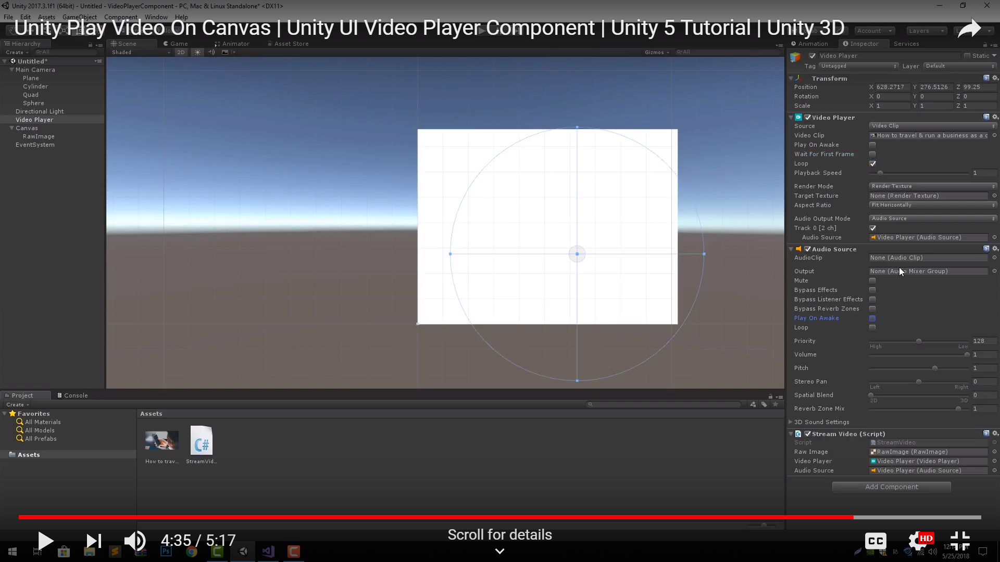 Unity 2017.3.1f1 (64bit) - Untitled - VideoPlayerComponent - PC, Mac & Linux Standalone* <DX11>
File Edit Assets GameObject Component Window Help
Unity Play Video On Canvas | Unity UI Video Player Component | Unity 5 Tutorial | Unity 3D
Account Layers
Hierarchy
Create All
Untitled*
Main Camera
Plane
Cylinder
Quad
Sphere
Directional Light
Video Player
Canvas
RawImage
EventSystem
Scene Game Animator Asset Store
Shaded 2D Gizmos All
Animation Inspector Services
Video Player Static
Tag Untagged Layer Default
Transform
Position X 628.2717 Y 276.5126 Z 99.25
Rotation X 0 Y 0 Z 0
Scale X 1 Y 1 Z 1
Video Player
Source Video Clip
Video Clip How to travel & run a business as a c
Play On Awake
Wait For First Frame
Loop
Playback Speed 1
Render Mode Render Texture
Target Texture None (Render Texture)
Aspect Ratio Fit Horizontally
Audio Output Mode Audio Source
Track 0 [2 ch]
Audio Source Video Player (Audio Source)
Audio Source
AudioClip None (Audio Clip)
Output None (Audio Mixer Group)
Mute
Bypass Effects
Bypass Listener Effects
Bypass Reverb Zones
Play On Awake
Loop
Priority 128
High Low
Volume 1
Pitch 1
Stereo Pan 0
Left Right
Spatial Blend 0
2D 3D
Reverb Zone Mix 1
3D Sound Settings
Stream Video (Script)
Script StreamVideo
Raw Image RawImage (RawImage)
Video Player Video Player (Video Player)
Audio Source Video Player (Audio Source)
Add Component
Project Console
Create
Favorites
All Materials
All Models
All Prefabs
Assets
Assets
C#
How to trav... StreamVid...
4:35 / 5:17
Scroll for details
CC HD
Ps
5/25/2018